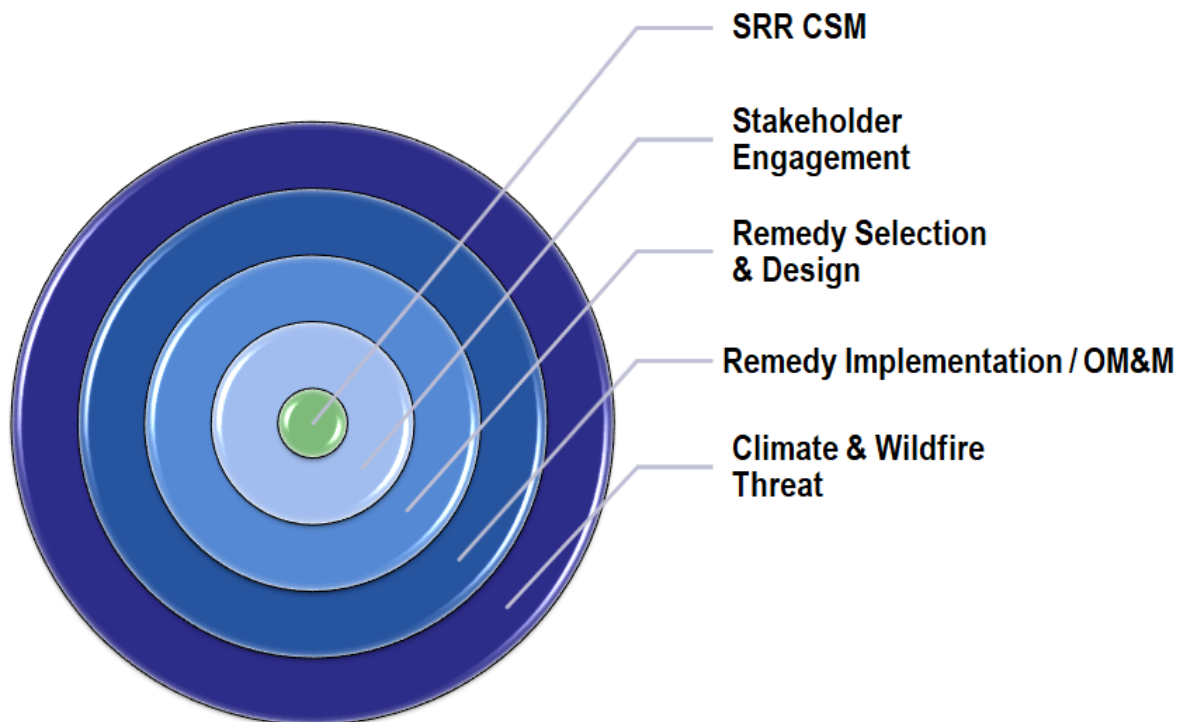 SRR CSM
Stakeholder
Engagement
Remedy Selection
& Design
Remedy Implementation / OM&M
Climate & Wildfire
Threat